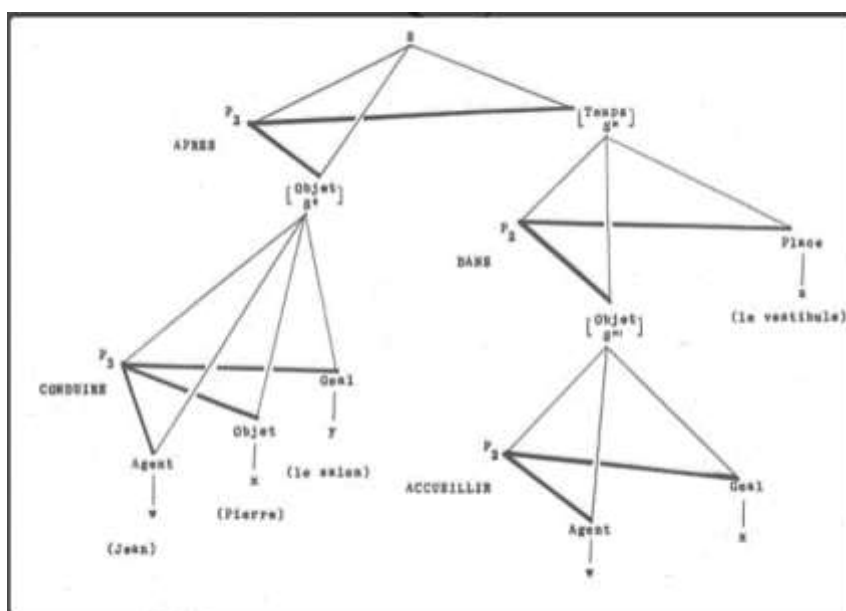 S
P2
[Temps]
S"
APRES
[Objet]
S'
P2
DANS
Place
z
(le vestibule)
[Objet]
S"'
P3
CONDUIRE
Goal
y
(le salon)
Objet
x
(Pierre)
Agent
w
(Jean)
P2
ACCUEILLIR
Goal
x
Agent
w